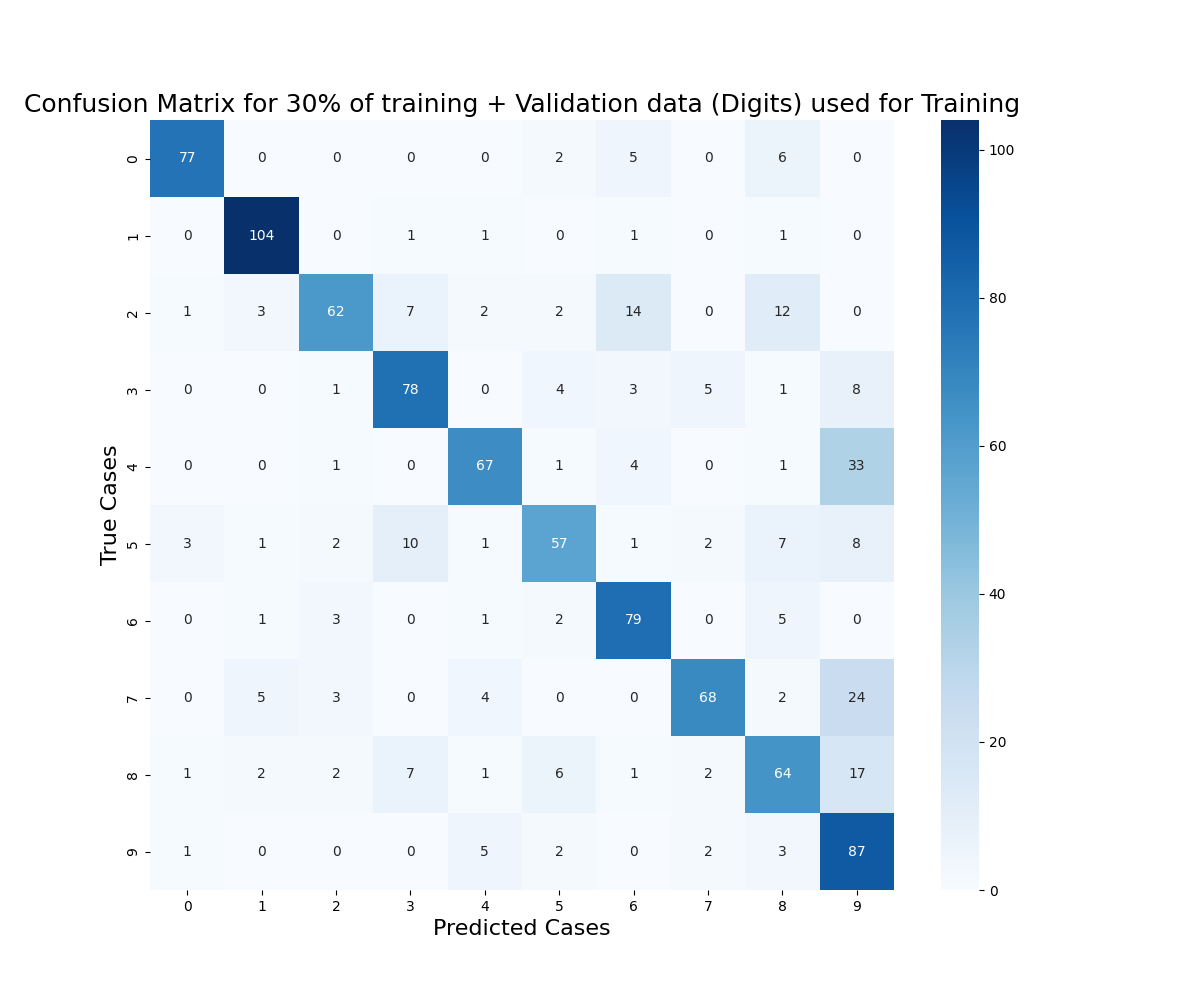 Confusion Matrix for 30% of training + Validation data (Digits) used for Training
0 77 0 0 0 0 2 5 0 6 0
1 0 104 0 1 1 0 1 0 1 0
2 1 3 62 7 2 2 14 0 12 0
3 0 0 1 78 0 4 3 5 1 8
4 0 0 1 0 67 1 4 0 1 33
5 3 1 2 10 1 57 1 2 7 8
6 0 1 3 0 1 2 79 0 5 0
7 0 5 3 0 4 0 0 68 2 24
8 1 2 2 7 1 6 1 2 64 17
9 1 0 0 0 5 2 0 2 3 87
0 1 2 3 4 5 6 7 8 9
True Cases
Predicted Cases
100
80
60
40
20
0